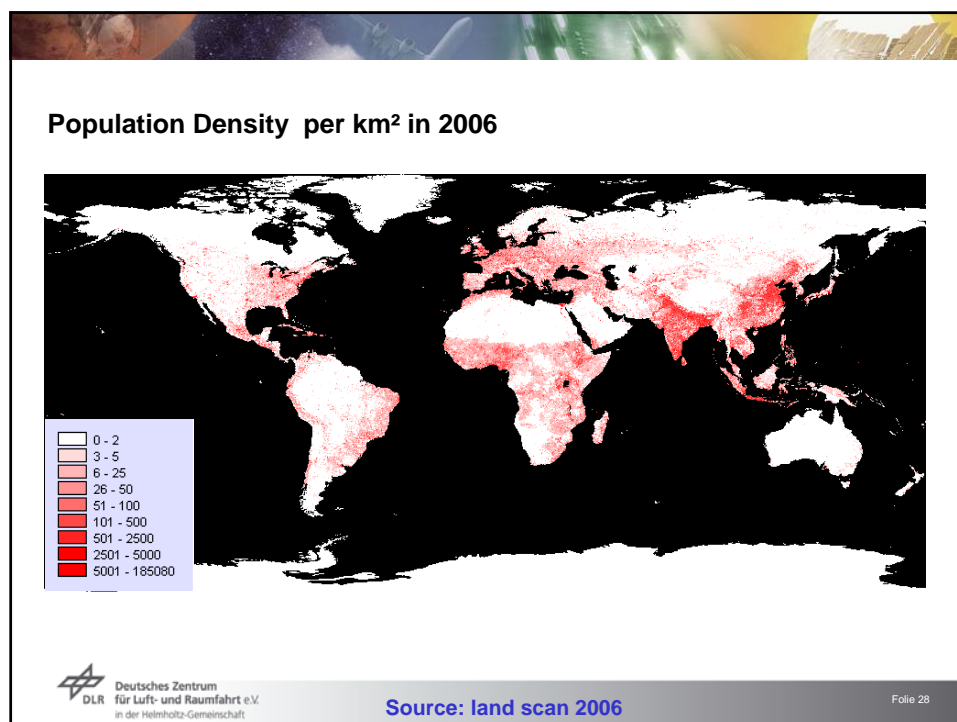 Population Density  per km² in 2006
0 - 2
3 - 5
6 - 25
26 - 50
51 - 100
101 - 500
501 - 2500
2501 - 5000
5001 - 185080
DLR
Deutsches Zentrum
für Luft- und Raumfahrt e.V.
in der Helmholtz-Gemeinschaft
Source: land scan 2006
Folie 28